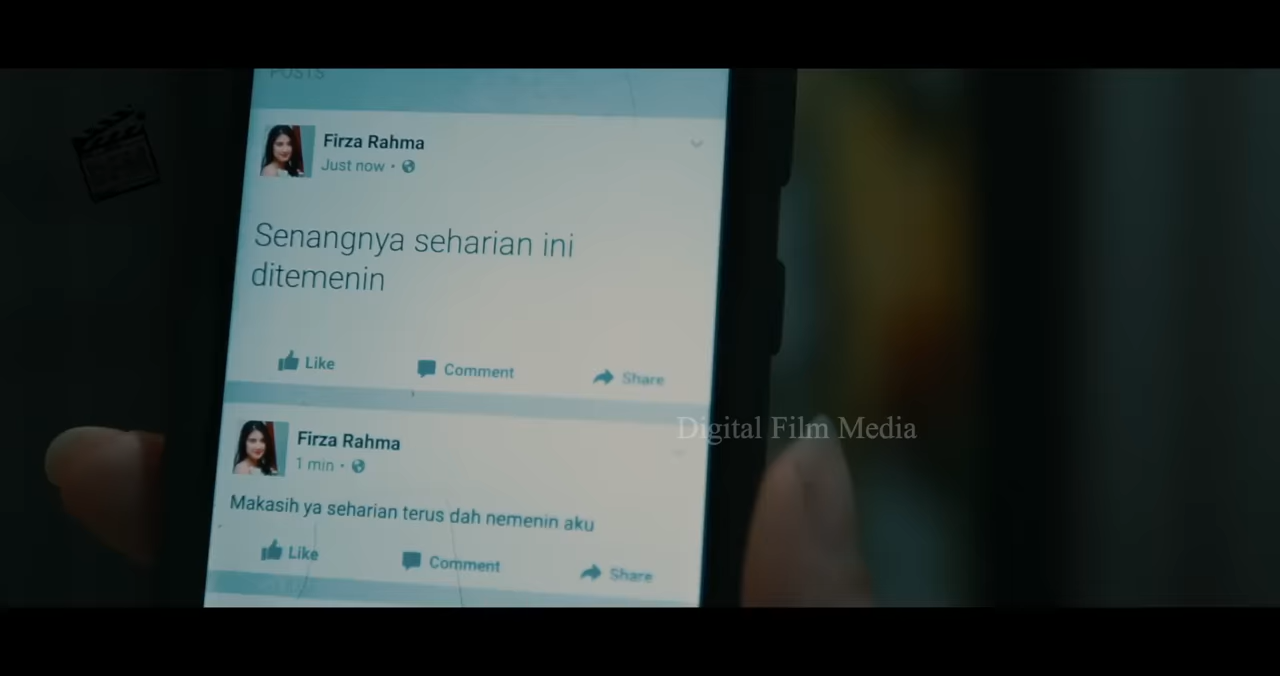 POSTS
Firza Rahma
Just now
Senangnya seharian ini
ditemenin
Like Comment Share
Digital Film Media
Firza Rahma
1 min
Makasih ya seharian terus dah nemenin aku
Like Comment Share